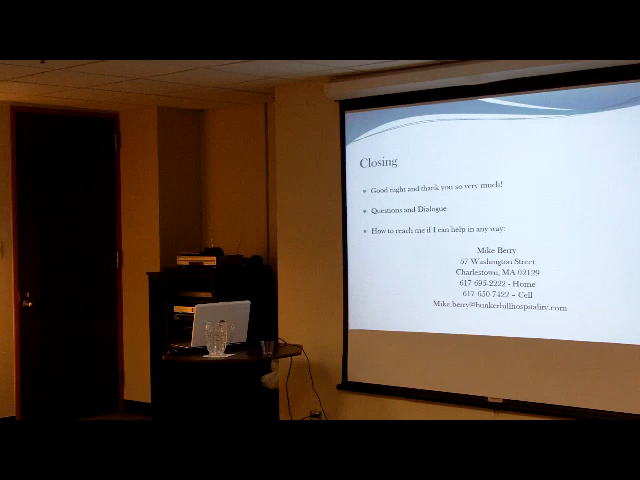 Closing
Good night and thank you so very much!
Questions and Dialogue
How to reach me if I can help in any way:
Mike Berry
57 Washington Street
Charlestown, MA 02129
617 695-2222 - Home
617 650-7422 – Cell
Mike.berry@bunkerhillhospitality.com